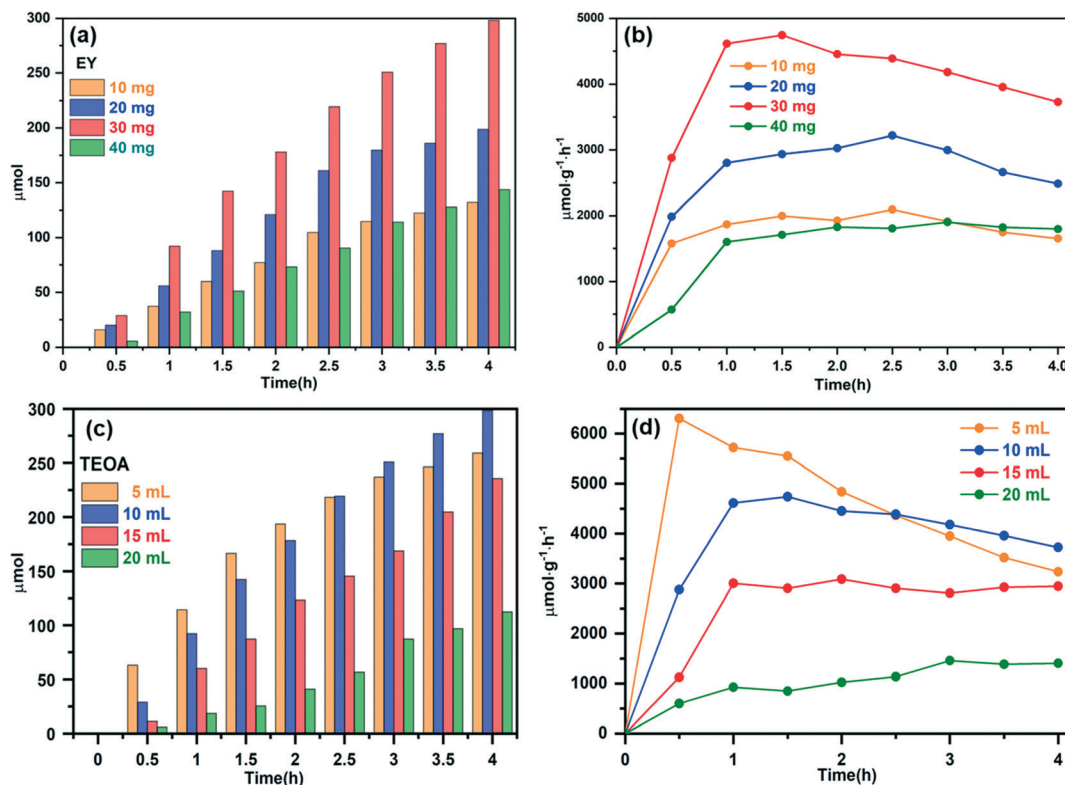 (a)
EY
10 mg
20 mg
30 mg
40 mg
300
250
200
150
100
50
0
μmol
0 0.5 1 1.5 2 2.5 3 3.5 4
Time(h)
(b)
10 mg
20 mg
30 mg
40 mg
5000
4000
3000
2000
1000
0
μmol·g⁻¹·h⁻¹
0.0 0.5 1.0 1.5 2.0 2.5 3.0 3.5 4.0
Time(h)
(c)
TEOA
5 mL
10 mL
15 mL
20 mL
300
250
200
150
100
50
0
μmol
0 0.5 1 1.5 2 2.5 3 3.5 4
Time(h)
(d)
5 mL
10 mL
15 mL
20 mL
6000
5000
4000
3000
2000
1000
0
μmol·g⁻¹·h⁻¹
0 1 2 3 4
Time(h)